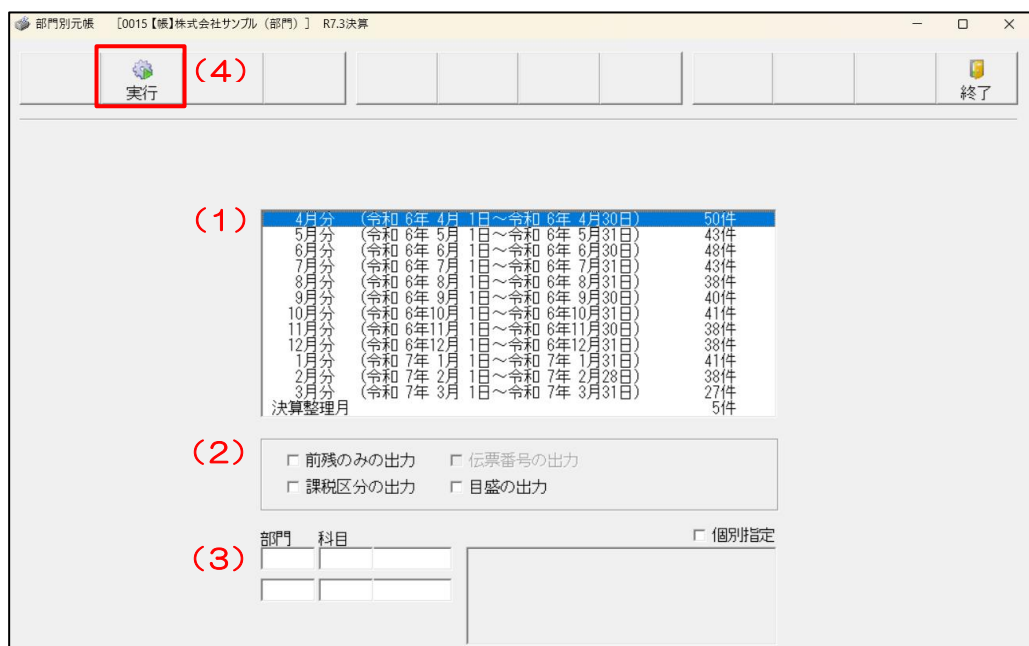 部門別元帳 [0015【帳】株式会社サンプル（部門）] R7.3決算
実行
（4）
終了
（1）
4月分 (令和 6年 4月 1日～令和 6年 4月30日) 50件
5月分 (令和 6年 5月 1日～令和 6年 5月31日) 43件
6月分 (令和 6年 6月 1日～令和 6年 6月30日) 48件
7月分 (令和 6年 7月 1日～令和 6年 7月31日) 43件
8月分 (令和 6年 8月 1日～令和 6年 8月31日) 38件
9月分 (令和 6年 9月 1日～令和 6年 9月30日) 40件
10月分 (令和 6年10月 1日～令和 6年10月31日) 41件
11月分 (令和 6年11月 1日～令和 6年11月30日) 38件
12月分 (令和 6年12月 1日～令和 6年12月31日) 38件
1月分 (令和 7年 1月 1日～令和 7年 1月31日) 41件
2月分 (令和 7年 2月 1日～令和 7年 2月28日) 38件
3月分 (令和 7年 3月 1日～令和 7年 3月31日) 27件
決算整理月 5件
（2）
前残のみの出力 伝票番号の出力
課税区分の出力 目盛の出力
部門 科目 個別指定
（3）